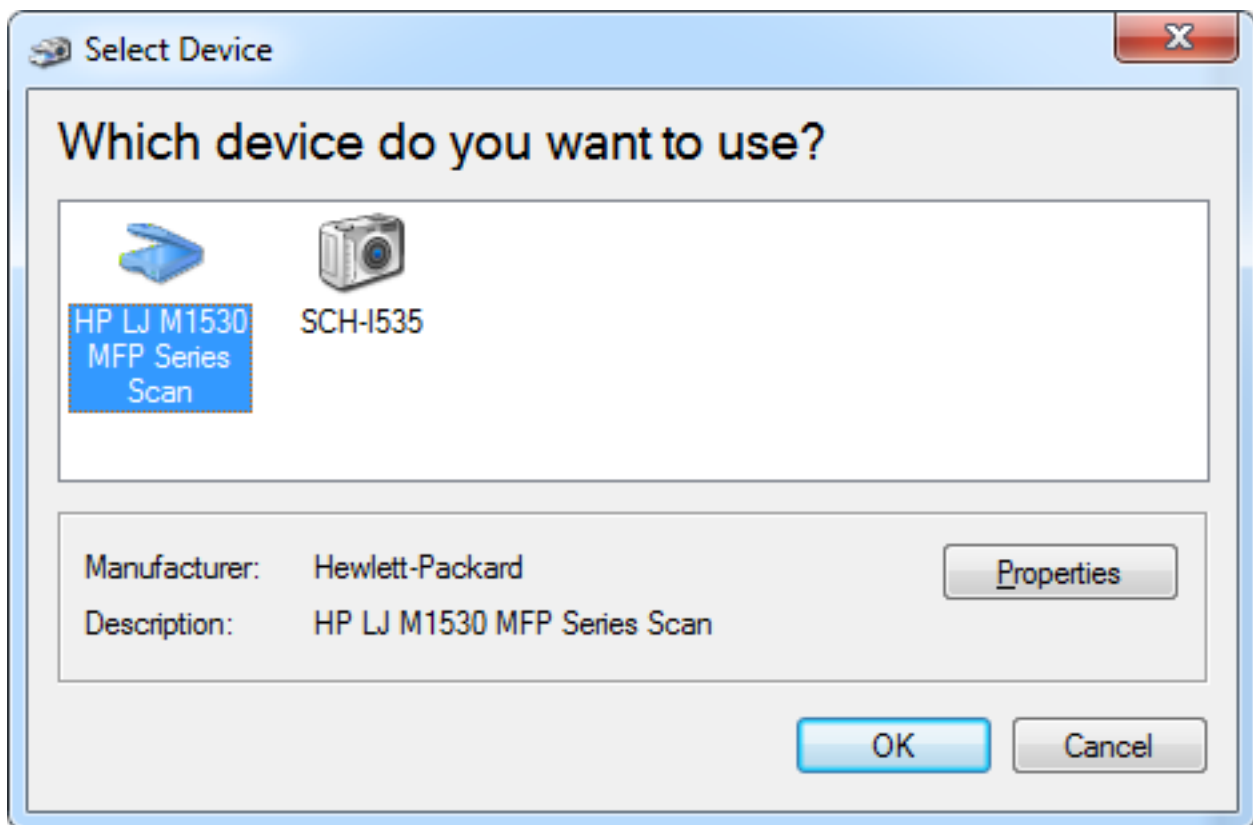 Select Device
Which device do you want to use?
HP LJ M1530
MFP Series
Scan
SCH-I535
Manufacturer: Hewlett-Packard
Properties
Description: HP LJ M1530 MFP Series Scan
OK Cancel